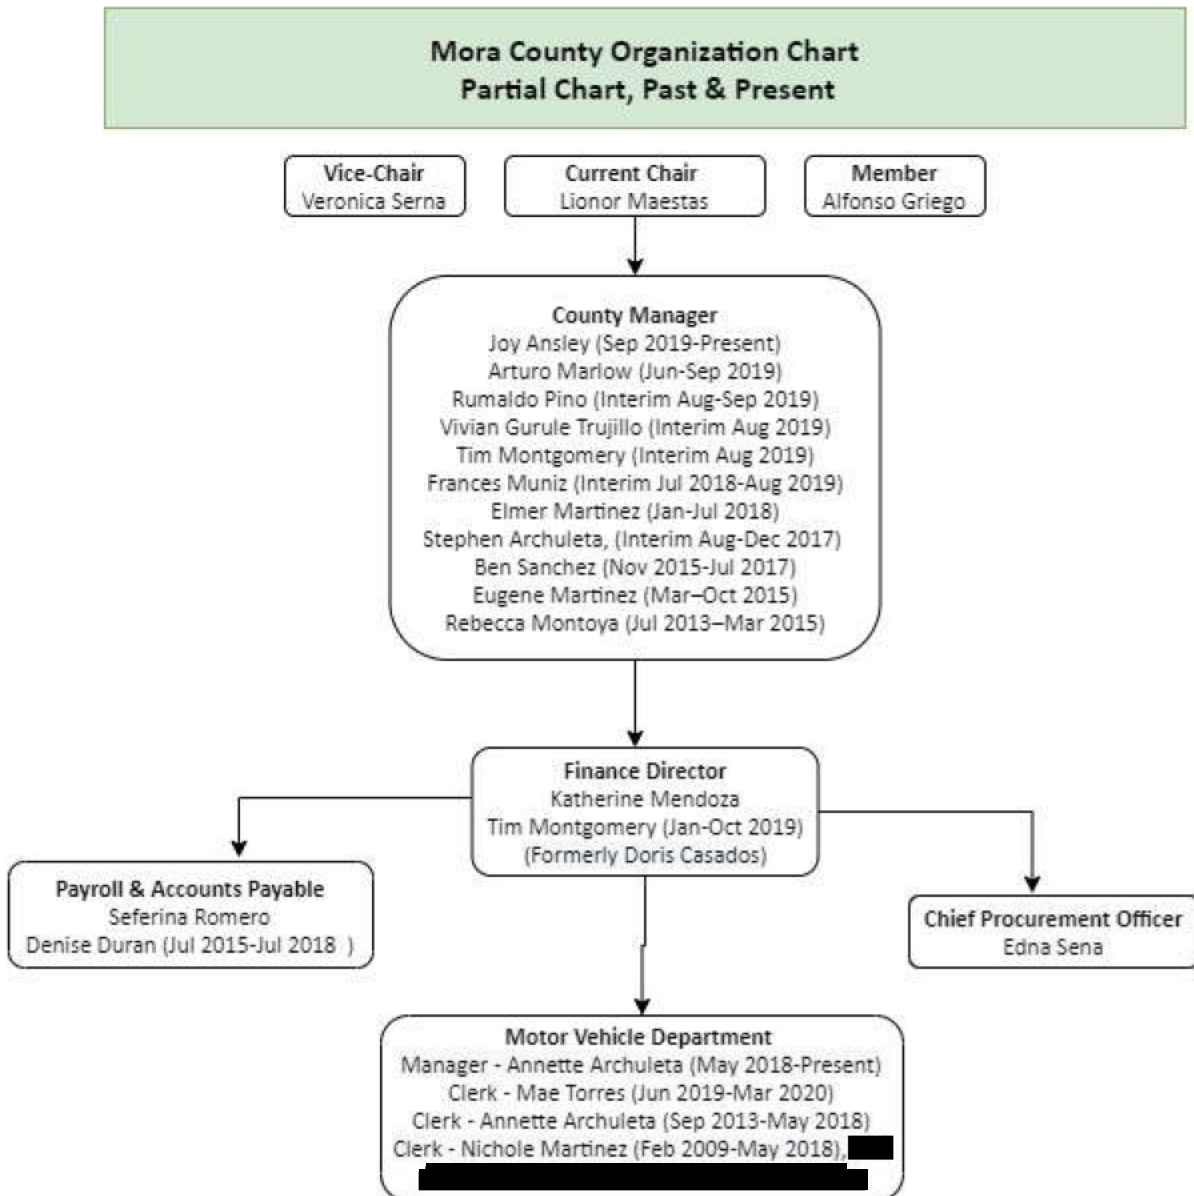 Mora County Organization Chart
Partial Chart, Past & Present
Vice-Chair
Veronica Serna
Current Chair
Lionor Maestas
Member
Alfonso Griego
County Manager
Joy Ansley (Sep 2019-Present)
Arturo Marlow (Jun-Sep 2019)
Rumaldo Pino (Interim Aug-Sep 2019)
Vivian Gurule Trujillo (Interim Aug 2019)
Tim Montgomery (Interim Aug 2019)
Frances Muniz (Interim Jul 2018-Aug 2019)
Elmer Martinez (Jan-Jul 2018)
Stephen Archuleta, (Interim Aug-Dec 2017)
Ben Sanchez (Nov 2015-Jul 2017)
Eugene Martinez (Mar–Oct 2015)
Rebecca Montoya (Jul 2013–Mar 2015)
Finance Director
Katherine Mendoza
Tim Montgomery (Jan-Oct 2019)
(Formerly Doris Casados)
Payroll & Accounts Payable
Seferina Romero
Denise Duran (Jul 2015-Jul 2018 )
Chief Procurement Officer
Edna Sena
Motor Vehicle Department
Manager - Annette Archuleta (May 2018-Present)
Clerk - Mae Torres (Jun 2019-Mar 2020)
Clerk - Annette Archuleta (Sep 2013-May 2018)
Clerk - Nichole Martinez (Feb 2009-May 2018),